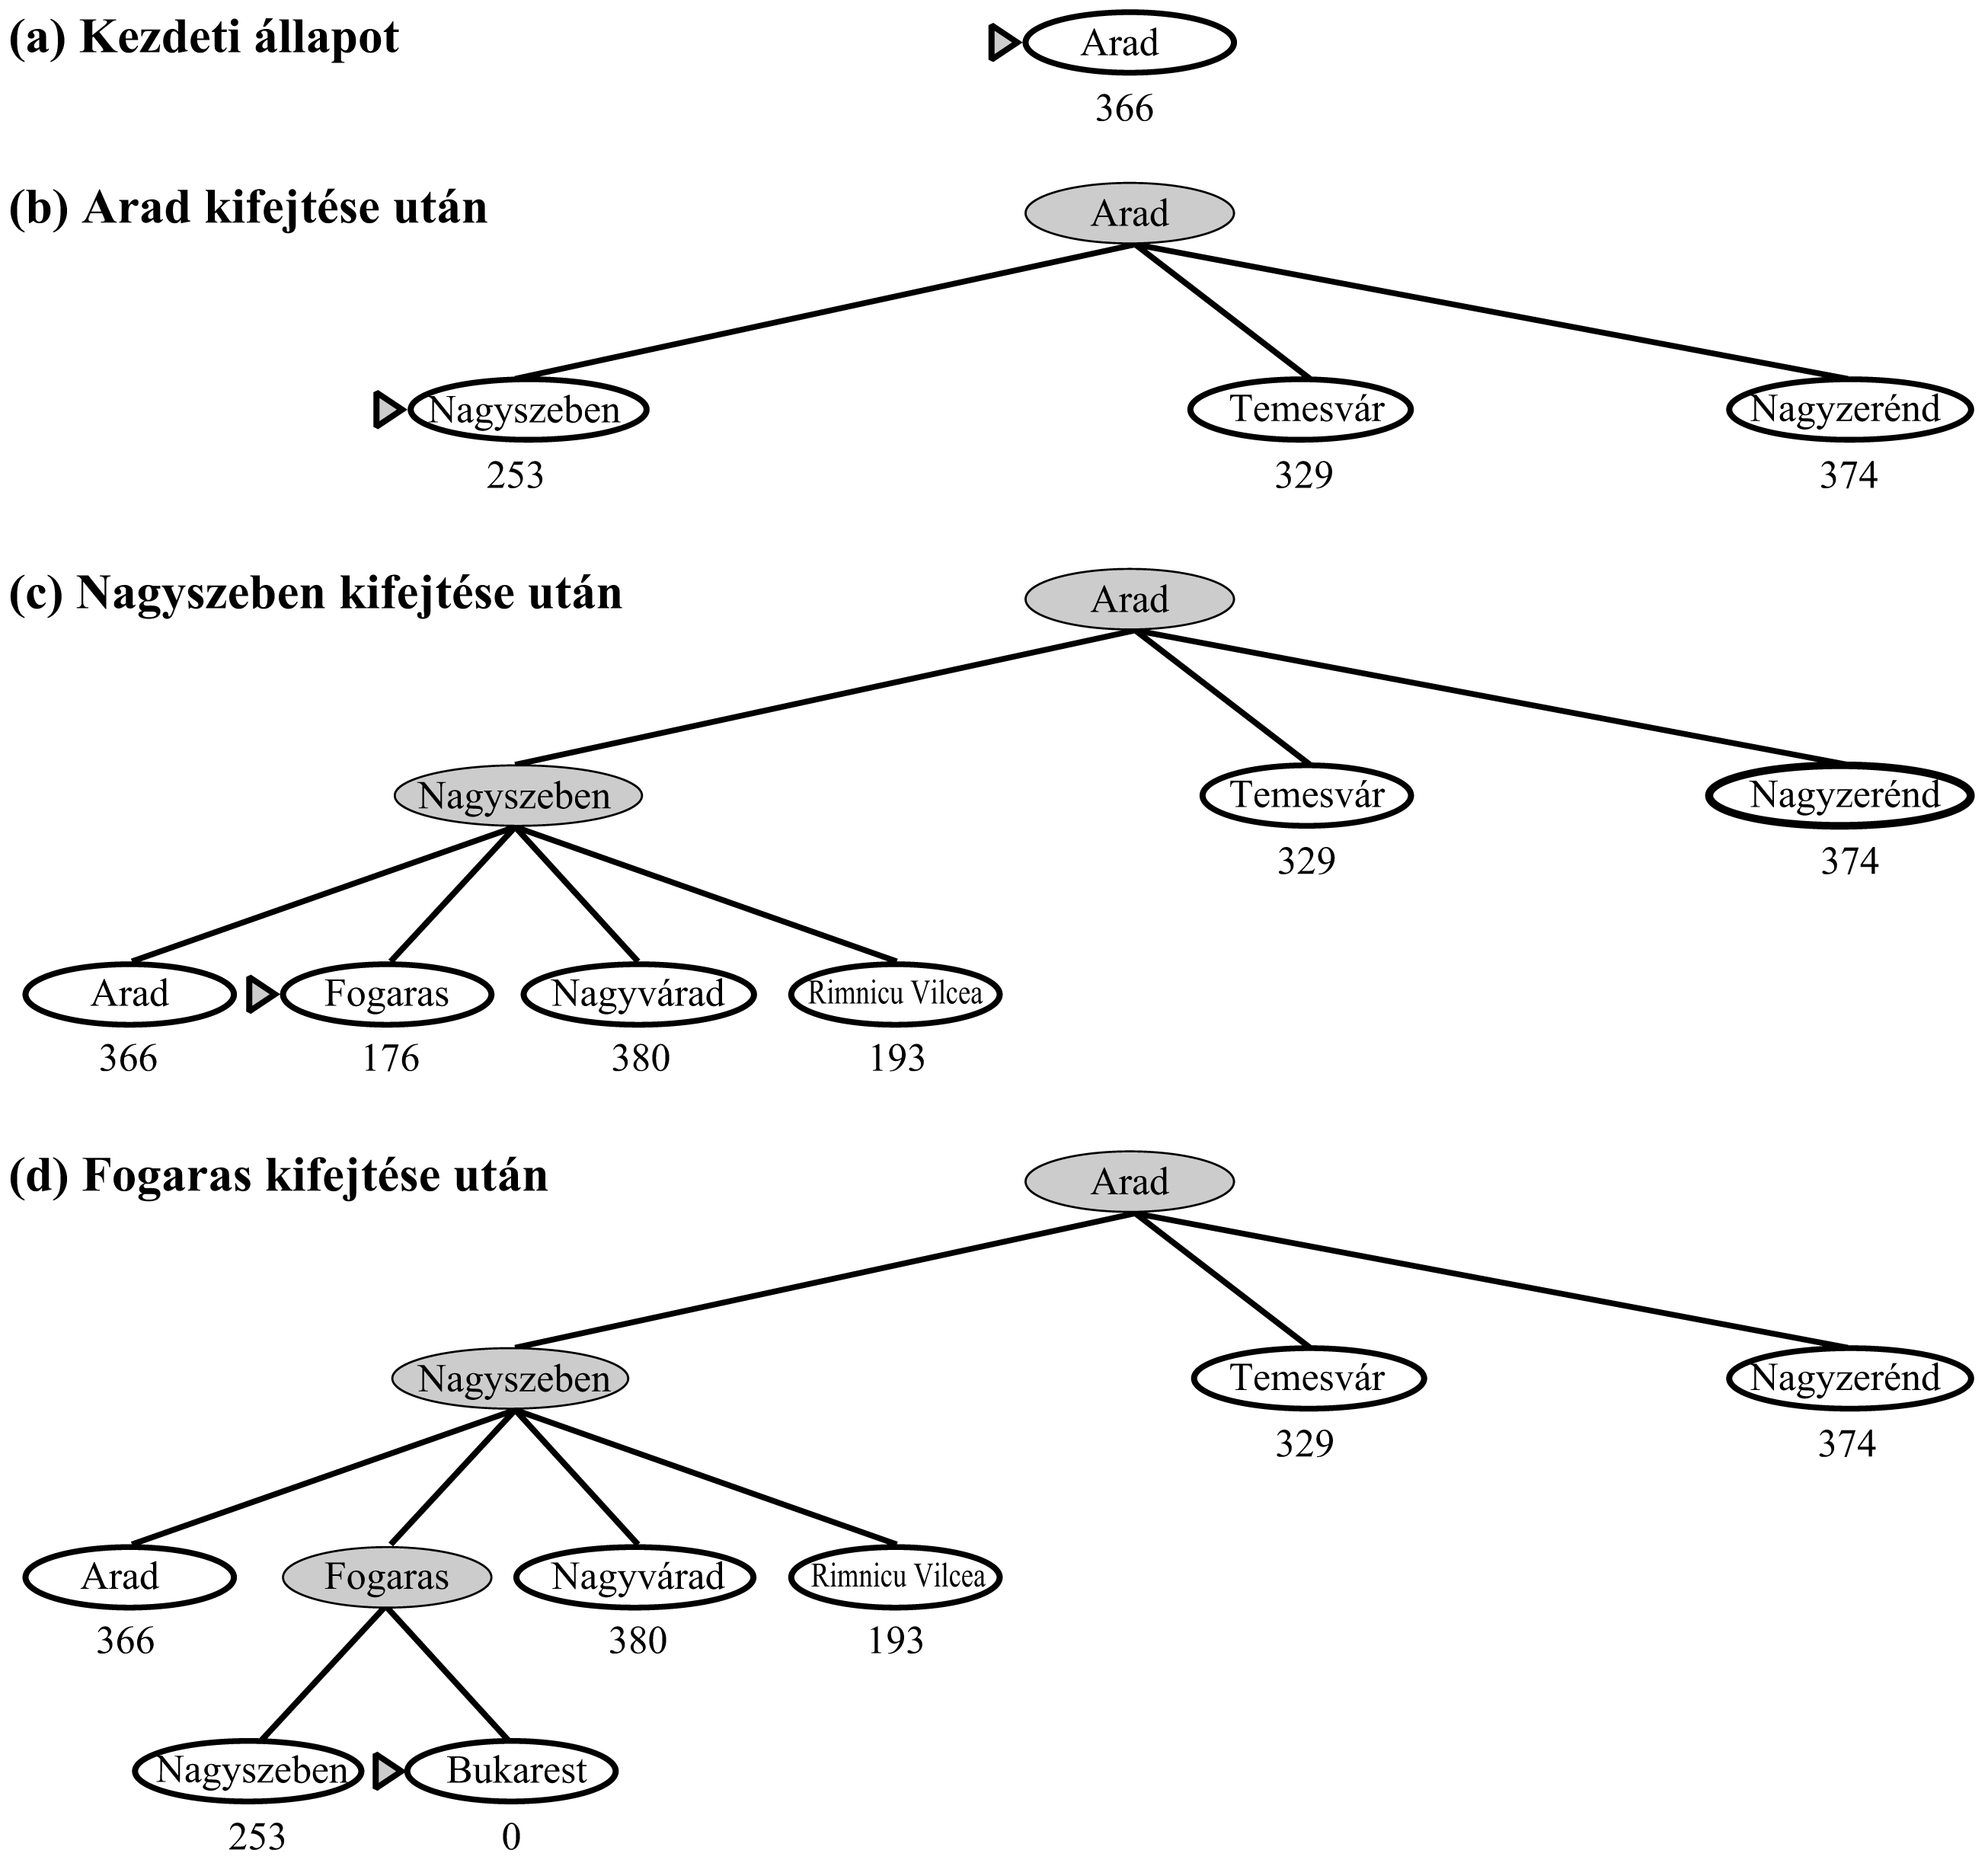 (a) Kezdeti állapot
Arad
366
(b) Arad kifejtése után
Arad
Nagyszeben Temesvár Nagyzerénd
253 329 374
(c) Nagyszeben kifejtése után
Arad
Nagyszeben Temesvár Nagyzerénd
329 374
Arad Fogaras Nagyvárad Rimnicu Vilcea
366 176 380 193
(d) Fogaras kifejtése után
Arad
Nagyszeben Temesvár Nagyzerénd
329 374
Arad Fogaras Nagyvárad Rimnicu Vilcea
366 380 193
Nagyszeben Bukarest
253 0